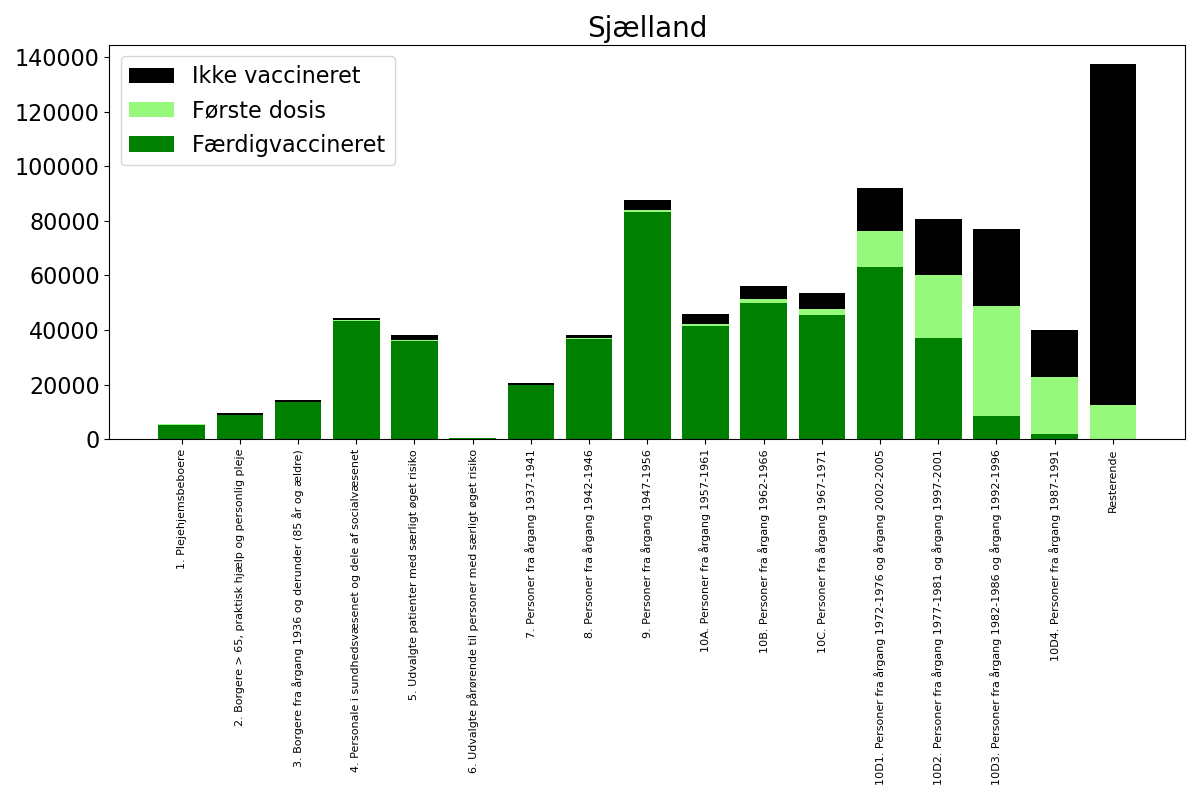 Sjælland
140000
120000
100000
80000
60000
40000
20000
0
Ikke vaccineret
Første dosis
Færdigvaccineret
1. Plejehjemsbeboere
2. Borgere > 65, praktisk hjælp og personlig pleje
3. Borgere fra årgang 1936 og derunder (85 år og ældre)
4. Personale i sundhedsvæsenet og dele af socialvæsenet
5. Udvalgte patienter med særligt øget risiko
6. Udvalgte pårørende til personer med særligt øget risiko
7. Personer fra årgang 1937-1941
8. Personer fra årgang 1942-1946
9. Personer fra årgang 1947-1956
10A. Personer fra årgang 1957-1961
10B. Personer fra årgang 1962-1966
10C. Personer fra årgang 1967-1971
10D1. Personer fra årgang 1972-1976 og årgang 2002-2005
10D2. Personer fra årgang 1977-1981 og årgang 1997-2001
10D3. Personer fra årgang 1982-1986 og årgang 1992-1996
10D4. Personer fra årgang 1987-1991
Resterende